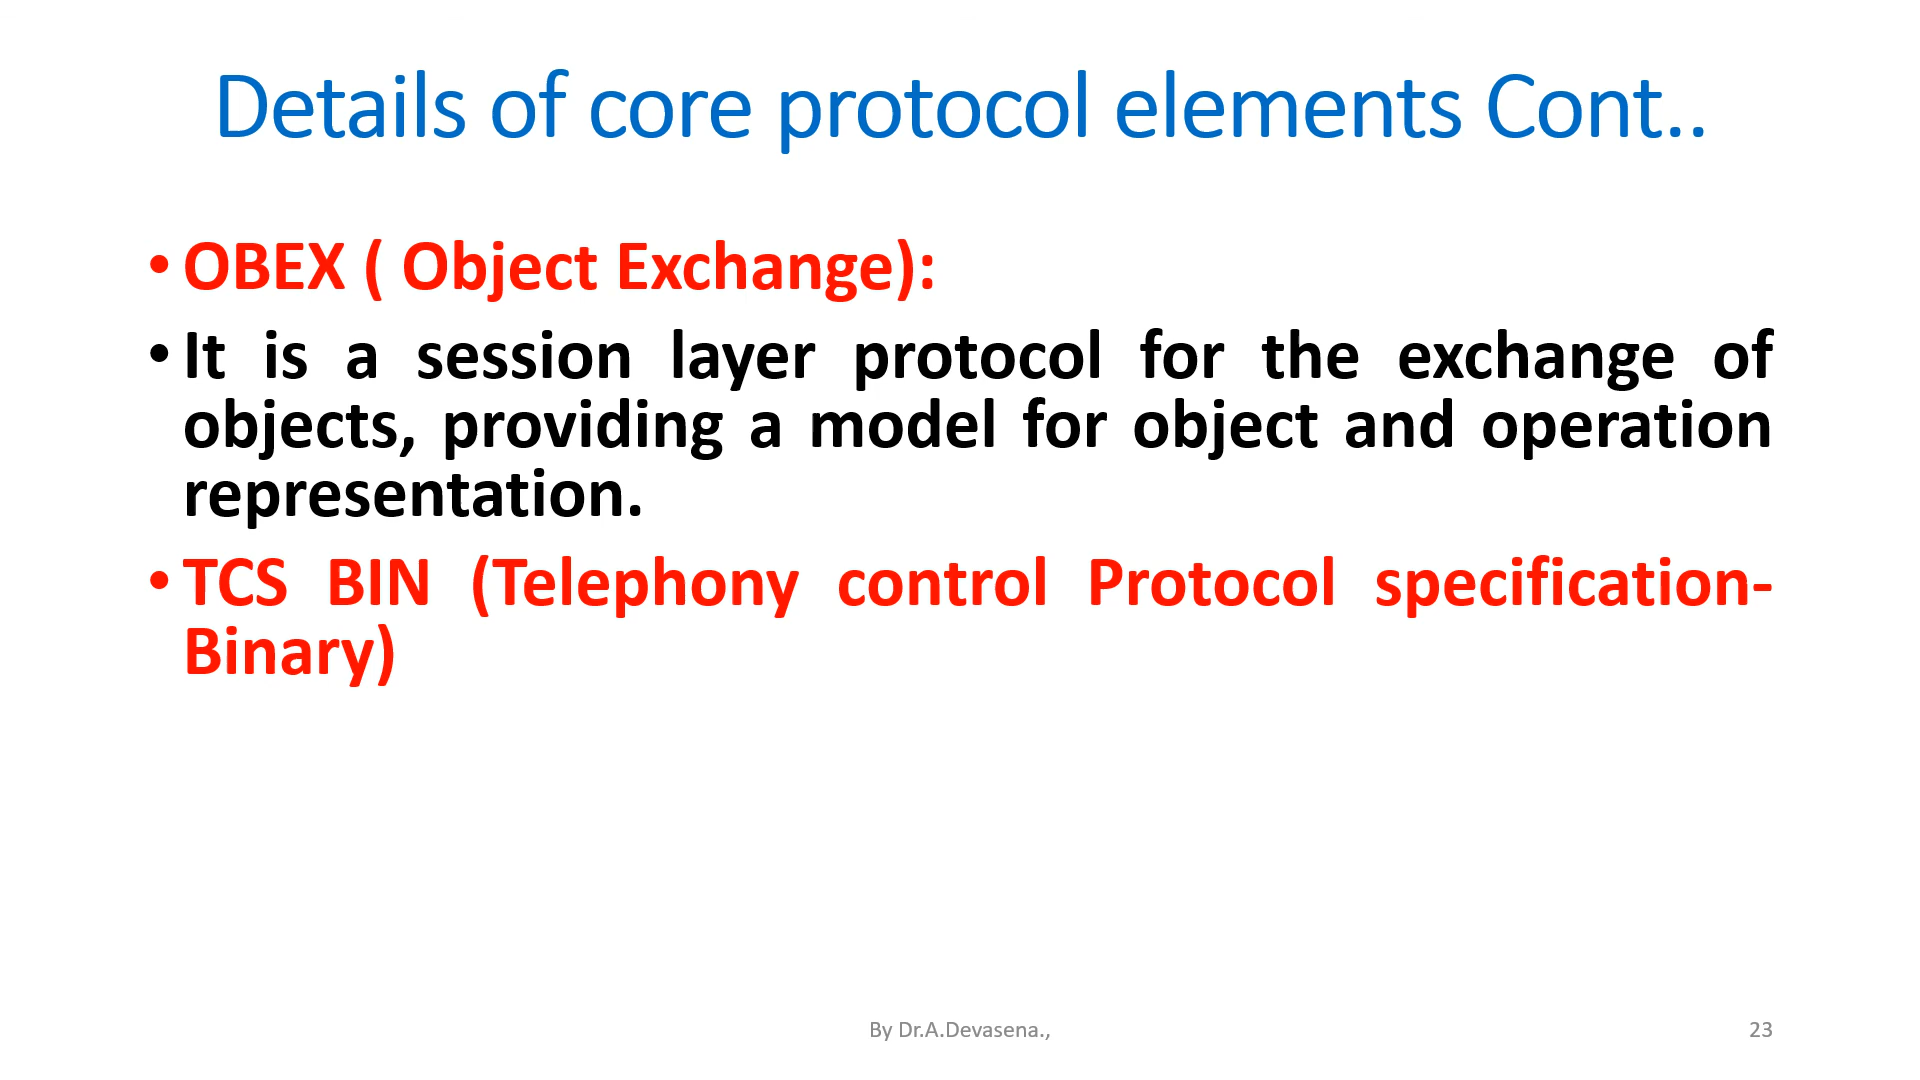 Details of core protocol elements Cont..
• OBEX ( Object Exchange):
• It is a session layer protocol for the exchange of
objects, providing a model for object and operation
representation.
• TCS BIN (Telephony control Protocol specification-
Binary)
By Dr.A.Devasena.,
23